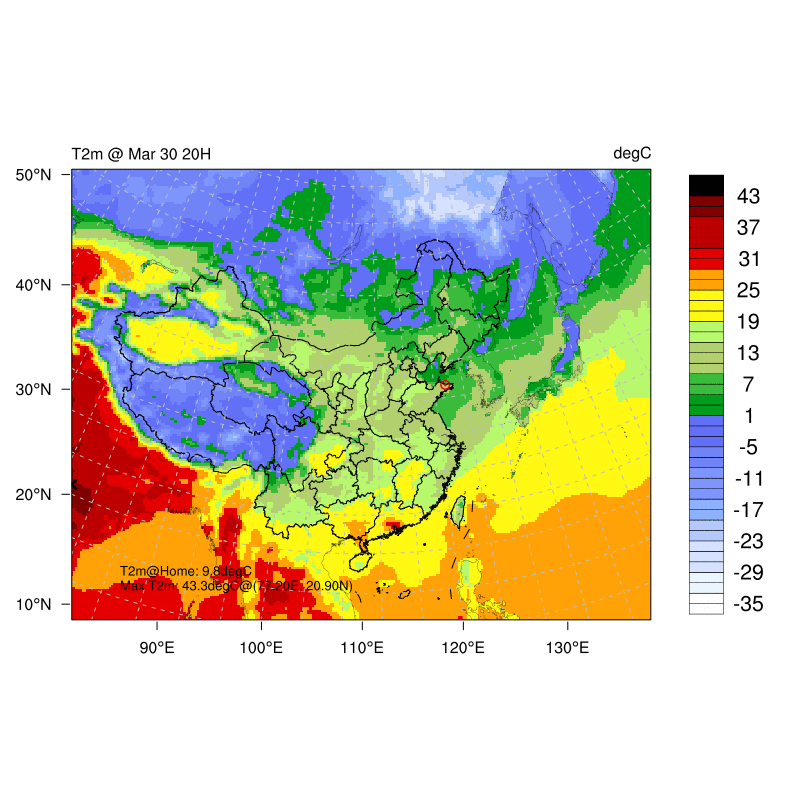 T2m @ Mar 30 20H
degC
50°N
40°N
30°N
20°N
10°N
90°E
100°E
110°E
120°E
130°E
T2m@Home: 9.8degC
Max T2m: 43.3degC@(77.20E, 20.90N)
43
37
31
25
19
13
7
1
-5
-11
-17
-23
-29
-35